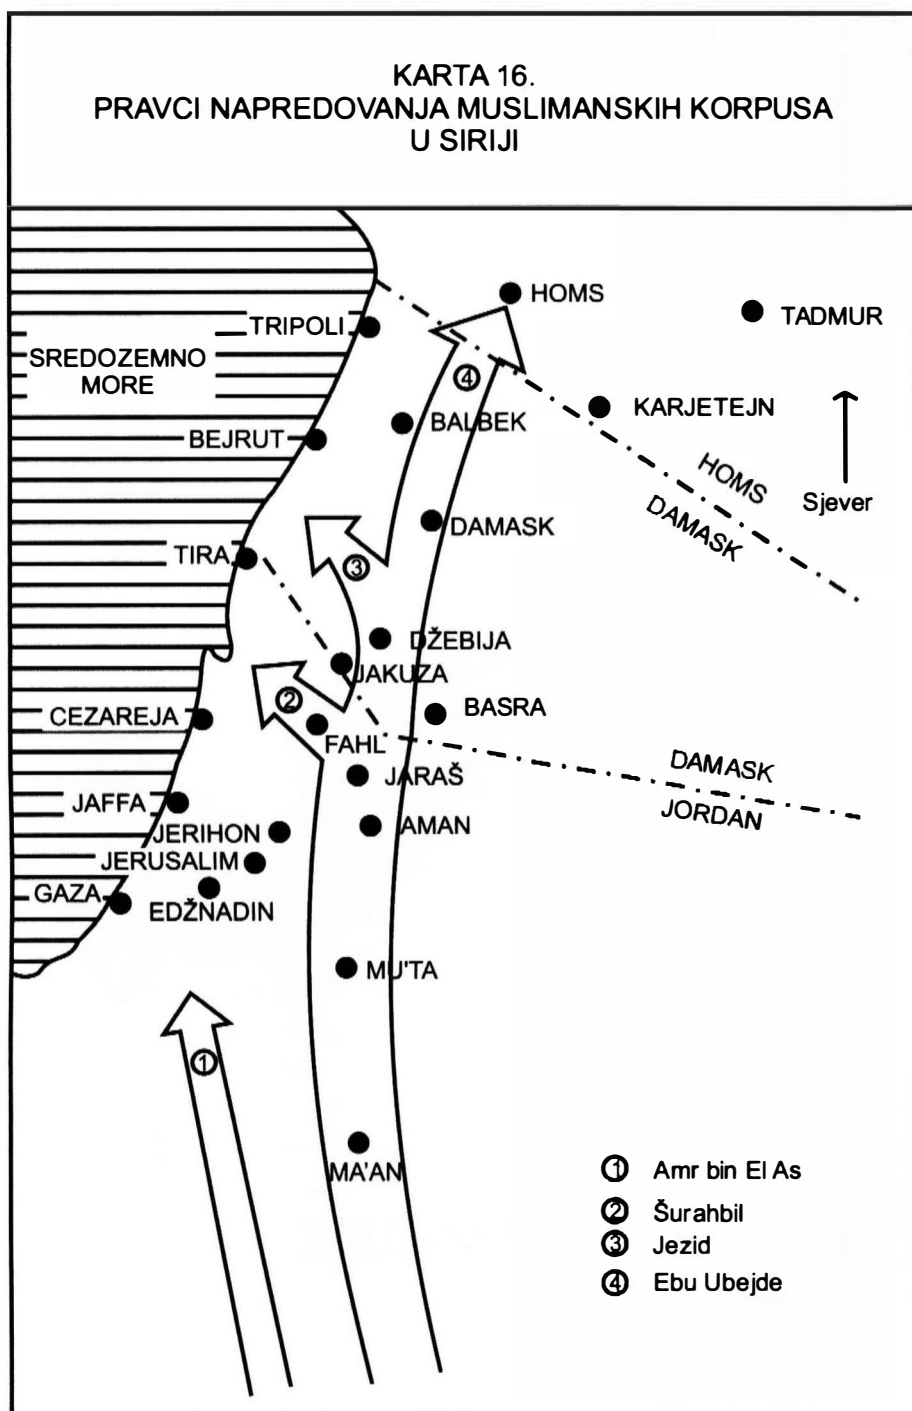 KARTA 16.
PRAVCI NAPREDOVANJA MUSLIMANSKIH KORPUSA
U SIRIJI
HOMS
TADMUR
TRIPOLI
SREDOZEMNO
MORE
4
KARJETEJN
BALBEK
BEJRUT
HOMS
DAMASK
Sjever
DAMASK
TIRA
3
DŽEBIJA
JAKUZA
2
BASRA
CEZAREJA
FAHL
DAMASK
JORDAN
JARAŠ
JAFFA
AMAN
JERIHON
JERUSALIM
GAZA
EDŽNADIN
MU'TA
1
MA'AN
1 Amr bin El As
2 Šurahbil
3 Jezid
4 Ebu Ubejde